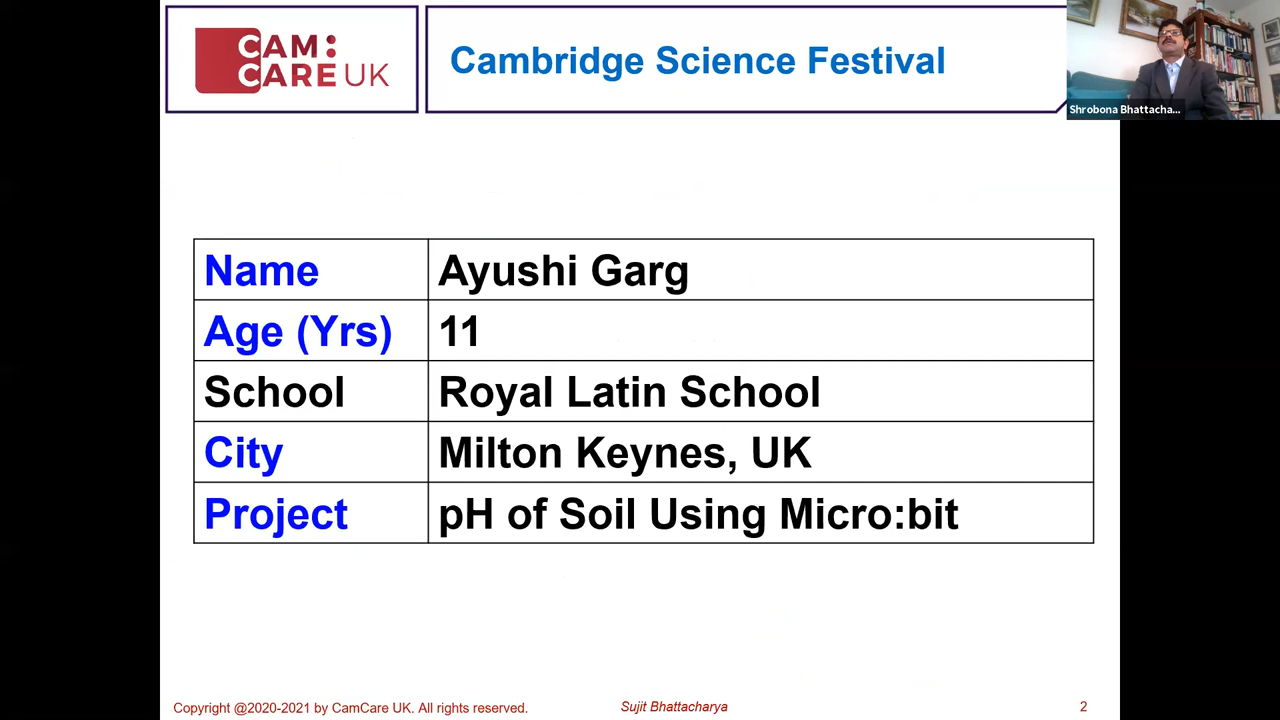 CAM:
CARE UK
Cambridge Science Festival
Shrobona Bhattacha...
Name Ayushi Garg
Age (Yrs) 11
School Royal Latin School
City Milton Keynes, UK
Project pH of Soil Using Micro:bit
Copyright @2020-2021 by CamCare UK. All rights reserved. Sujit Bhattacharya 2